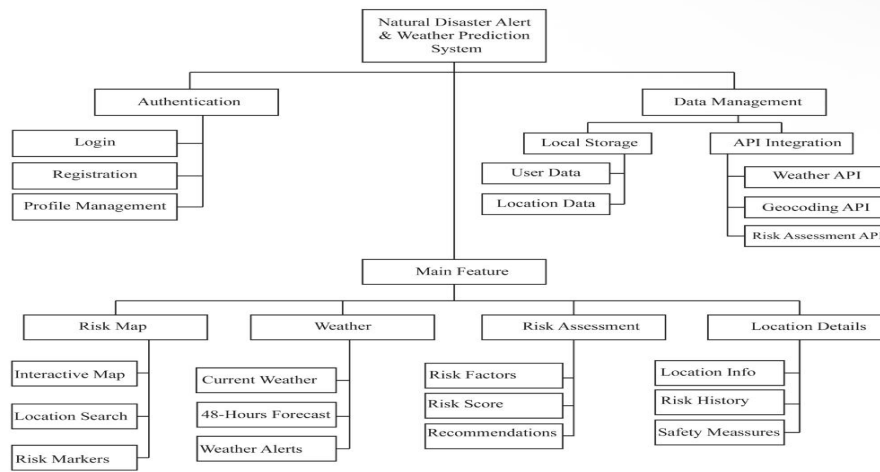 Natural Disaster Alert
& Weather Prediction
System
Authentication
Data Management
Login
Registration
Profile Management
Local Storage
API Integration
User Data
Location Data
Weather API
Geocoding API
Risk Assessment API
Main Feature
Risk Map
Weather
Risk Assessment
Location Details
Interactive Map
Location Search
Risk Markers
Current Weather
48-Hours Forecast
Weather Alerts
Risk Factors
Risk Score
Recommendations
Location Info
Risk History
Safety Meassures